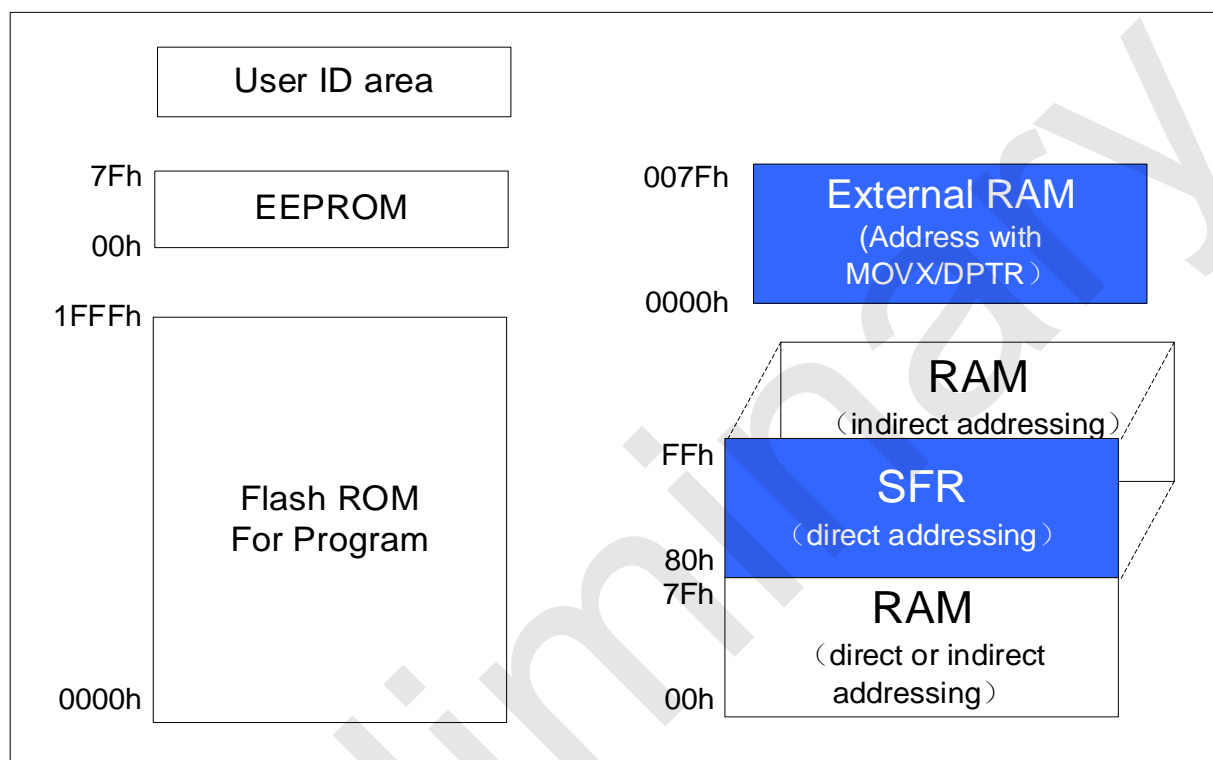 User ID area
7Fh
EEPROM
00h
1FFFh
Flash ROM
For Program
0000h
007Fh
External RAM
(Address with
MOVX/DPTR）
0000h
RAM
（indirect addressing）
FFh
SFR
（direct addressing）
80h
7Fh
RAM
（direct or indirect
addressing）
00h